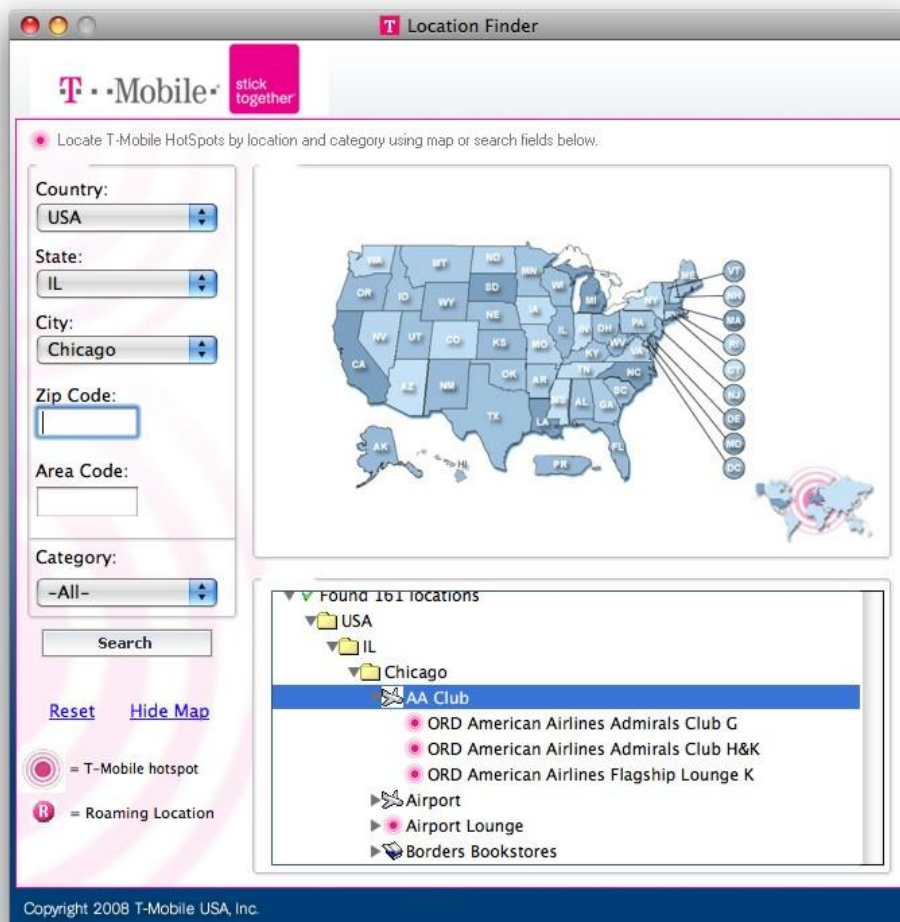 T Location Finder
T··Mobile·
stick
together
Locate T-Mobile HotSpots by location and category using map or search fields below.
Country:
USA
State:
IL
City:
Chicago
Zip Code:
Area Code:
Category:
-All-
Search
Reset Hide Map
= T-Mobile hotspot
R = Roaming Location
WA
MT
ND
MN
OR
ID
WY
SD
WI
MI
NY
ME
NV
UT
CO
NE
IA
IL
IN
OH
PA
CA
KS
MO
KY
WV
VA
AZ
NM
OK
AR
TN
NC
SC
TX
LA
MS
AL
GA
FL
AK
HI
PR
VT
NH
MA
RI
CT
NJ
DE
MD
DC
Found 161 locations
USA
IL
Chicago
AA Club
ORD American Airlines Admirals Club G
ORD American Airlines Admirals Club H&K
ORD American Airlines Flagship Lounge K
Airport
Airport Lounge
Borders Bookstores
Copyright 2008 T-Mobile USA, Inc.